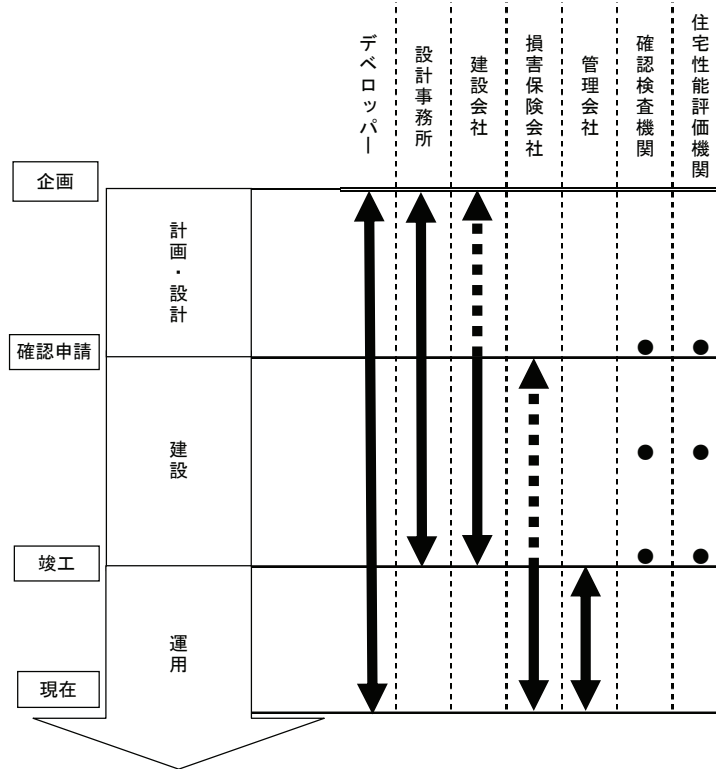 デベロッパー
設計事務所
建設会社
損害保険会社
管理会社
確認検査機関
住宅性能評価機関
企画
計画・設計
確認申請
建設
竣工
運用
現在